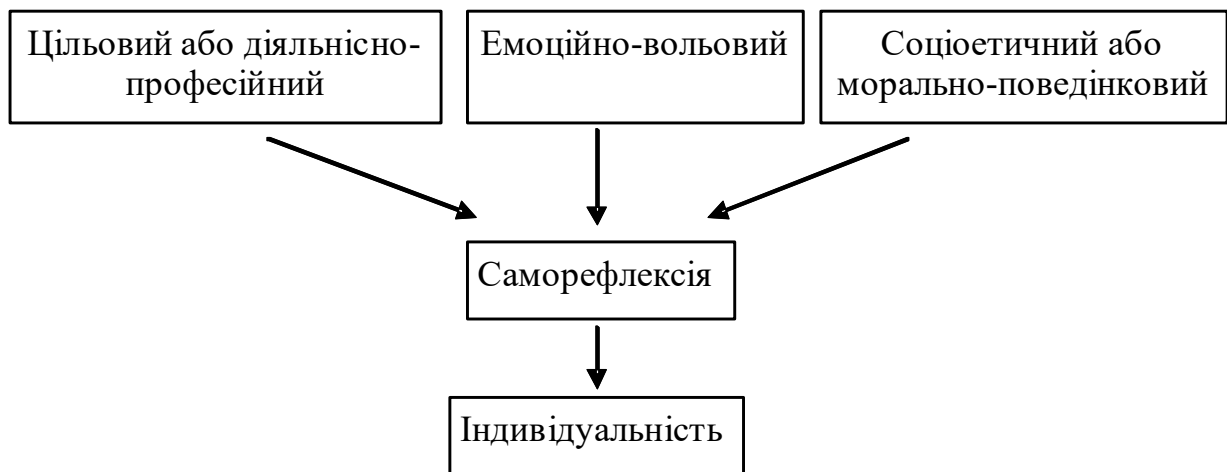 Цільовий або діяльнісно-
професійний
Емоційно-вольовий
Соціоетичний або
морально-поведінковий
Саморефлексія
Індивідуальність